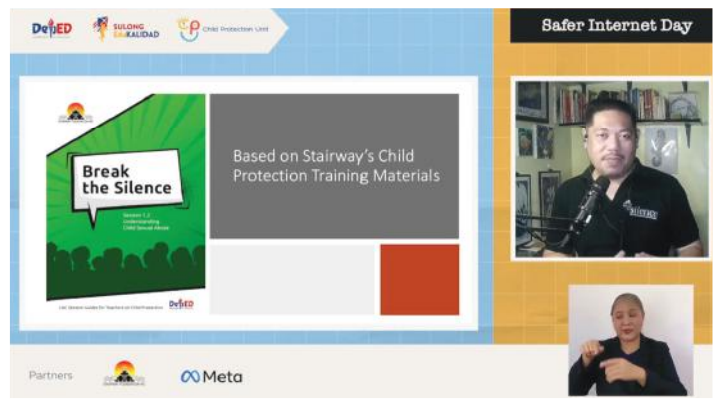 DepED
SULONG
EduKALIDAD
Child Protection Unit
Safer Internet Day
Break
the Silence
Session 1.2
Understanding
Child Sexual Abuse
DepED
Based on Stairway's Child
Protection Training Materials
Partners
Meta